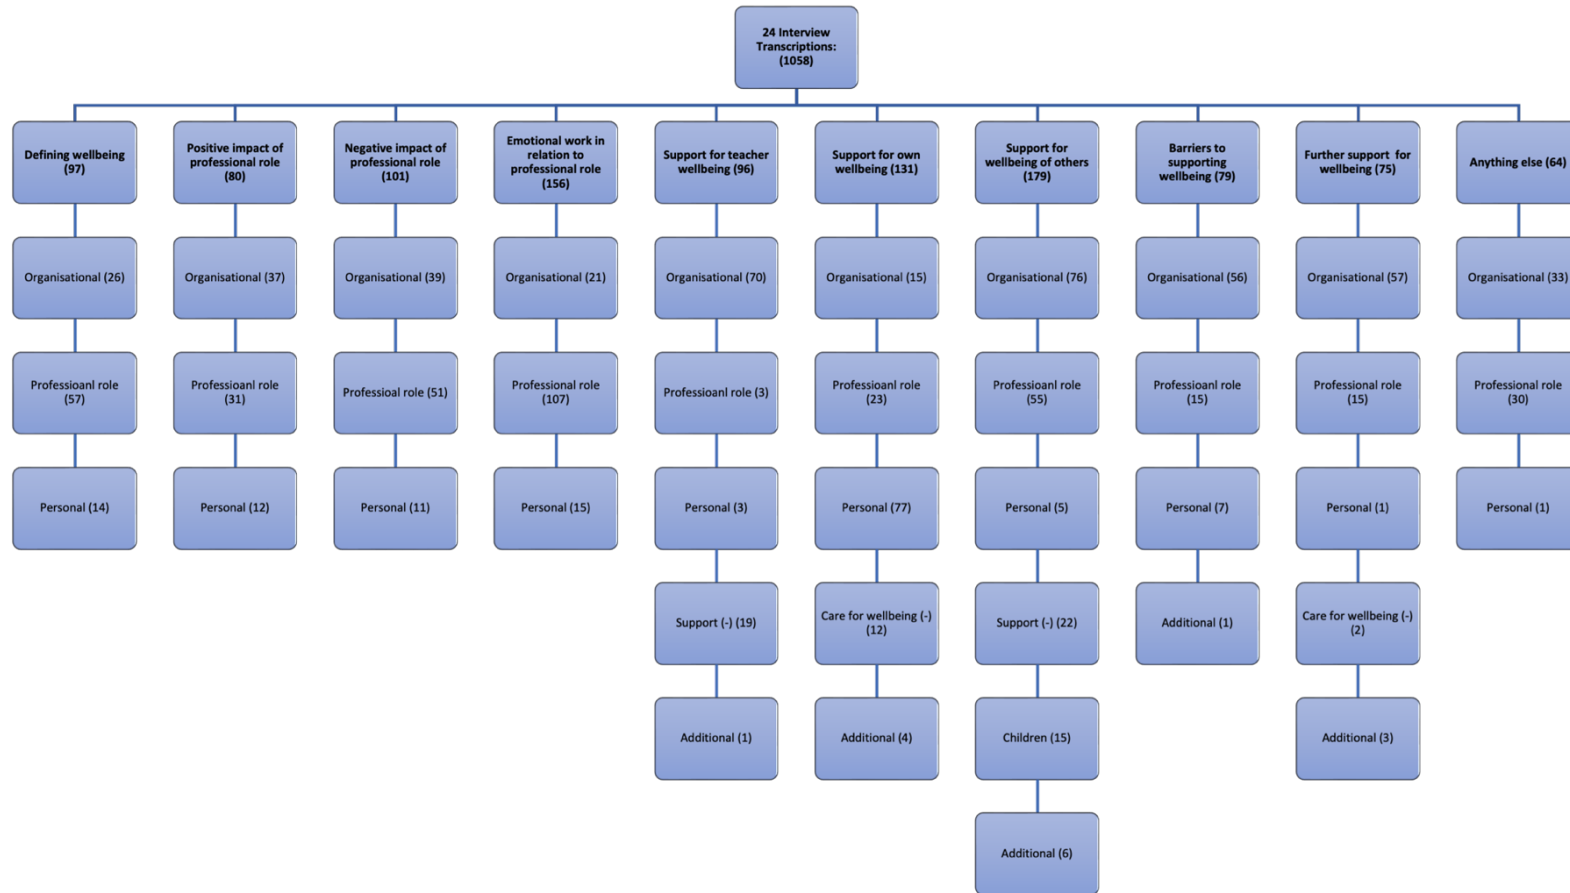 24 Interview
Transcriptions:
(1058)
Defining wellbeing
(97)
Positive impact of
professional role
(80)
Negative impact of
professional role
(101)
Emotional work in
relation to
professional role
(156)
Support for teacher
wellbeing (96)
Support for own
wellbeing (131)
Support for
wellbeing of others
(179)
Barriers to
supporting
wellbeing (79)
Further support for
wellbeing (75)
Anything else (64)
Organisational (26)
Organisational (37)
Organisational (39)
Organisational (21)
Organisational (70)
Organisational (15)
Organisational (76)
Organisational (56)
Organisational (57)
Organisational (33)
Professioanl role
(57)
Professioanl role
(31)
Professioal role (51)
Professional role
(107)
Professioanl role (3)
Professioanl role
(23)
Professioanl role
(55)
Professioanl role
(15)
Professional role
(15)
Professional role
(30)
Personal (14)
Personal (12)
Personal (11)
Personal (15)
Personal (3)
Personal (77)
Personal (5)
Personal (7)
Personal (1)
Personal (1)
Support (-) (19)
Care for wellbeing (-)
(12)
Support (-) (22)
Additional (1)
Care for wellbeing (-)
(2)
Additional (1)
Additional (4)
Children (15)
Additional (3)
Additional (6)